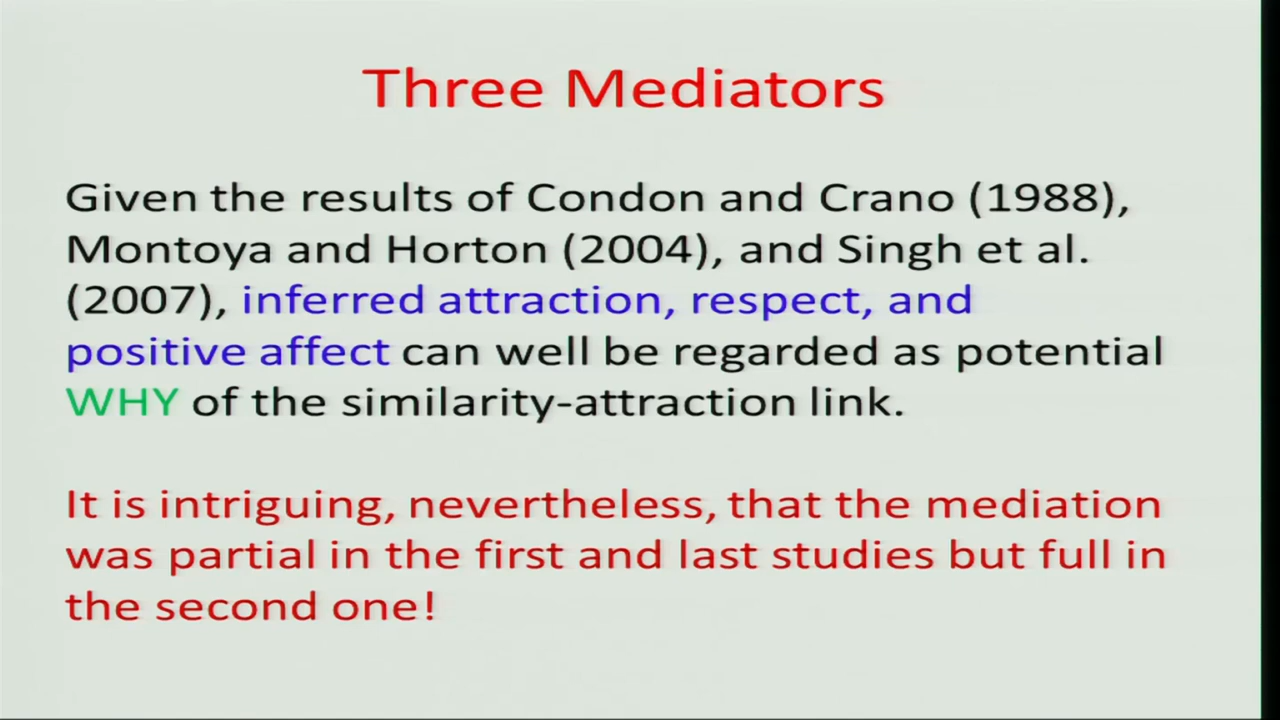 Three Mediators
Given the results of Condon and Crano (1988),
Montoya and Horton (2004), and Singh et al.
(2007), inferred attraction, respect, and
positive affect can well be regarded as potential
WHY of the similarity-attraction link.
It is intriguing, nevertheless, that the mediation
was partial in the first and last studies but full in
the second one!